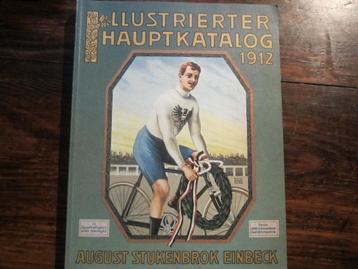 ILLUSTRIERTER
HAUPTKATALOG
1912
AUGUST STUKENBROK EINBECK